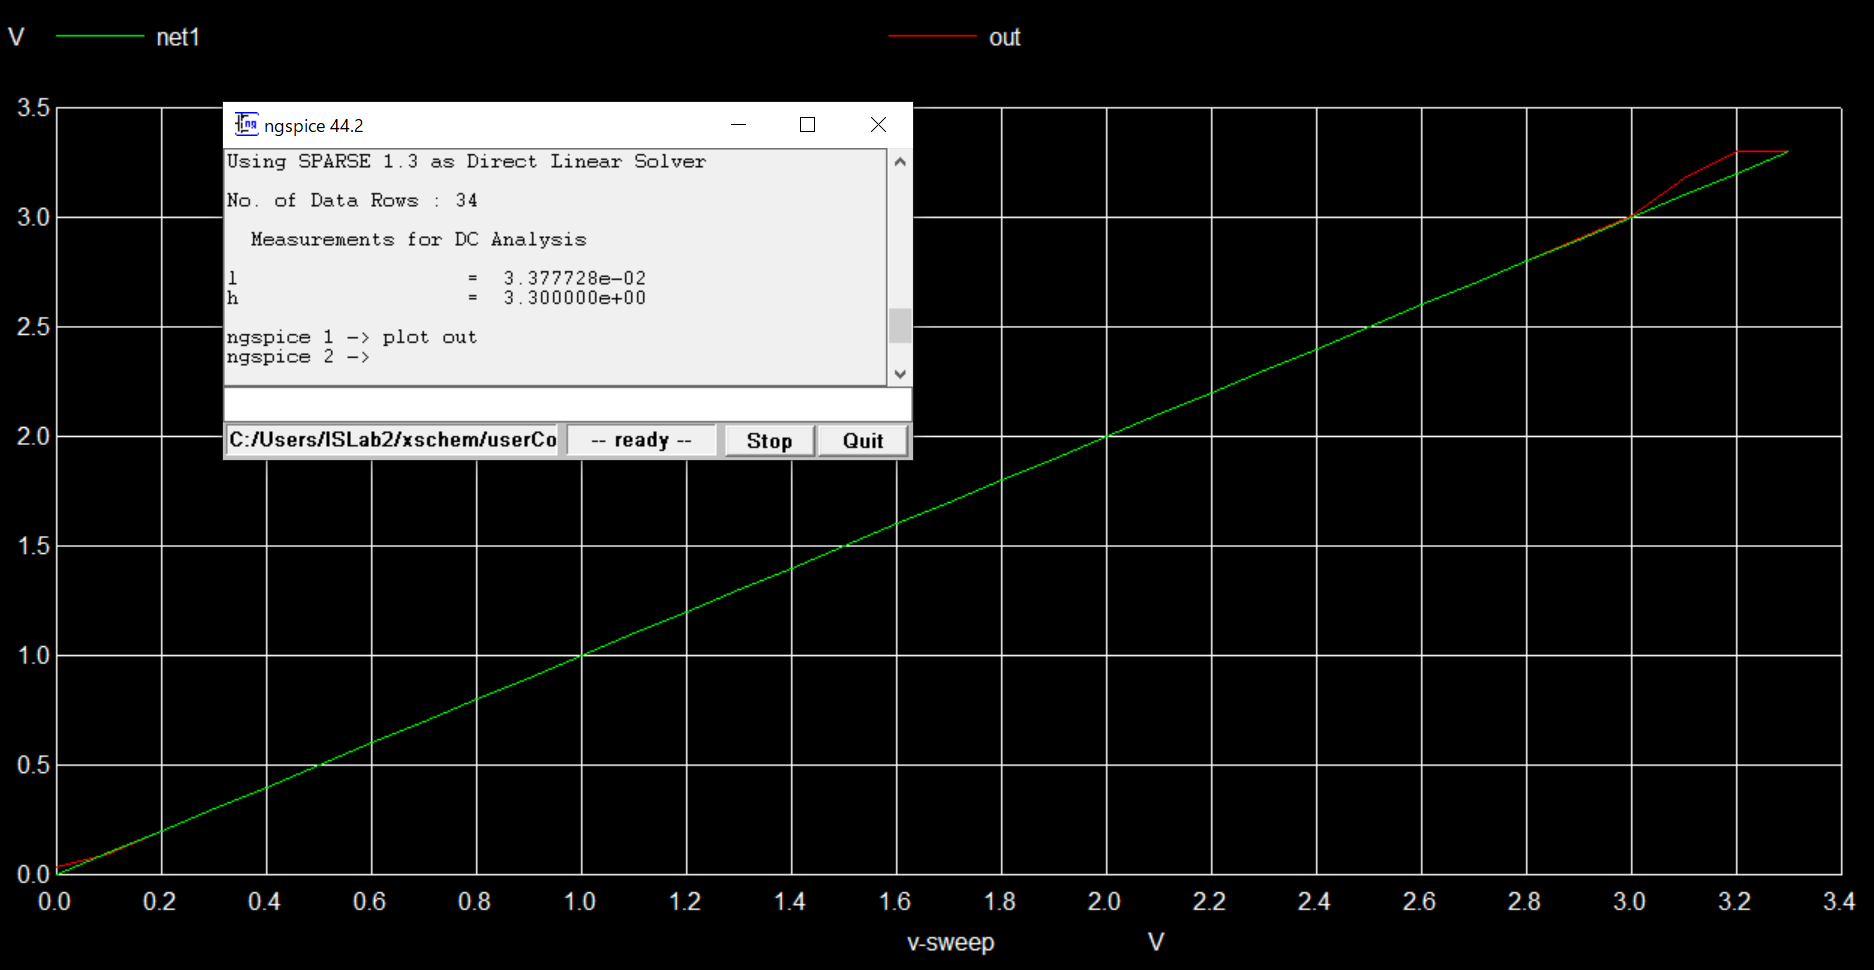 V net1 out
3.5
ngspice 44.2
Using SPARSE 1.3 as Direct Linear Solver
No. of Data Rows : 34
Measurements for DC Analysis
l = 3.377728e-02
h = 3.300000e+00
ngspice 1 -> plot out
ngspice 2 ->
C:/Users/ISLab2/xschem/userCo -- ready -- Stop Quit
3.0
2.5
2.0
1.5
1.0
0.5
0.0
0.0 0.2 0.4 0.6 0.8 1.0 1.2 1.4 1.6 1.8 2.0 2.2 2.4 2.6 2.8 3.0 3.2 3.4
v-sweep V